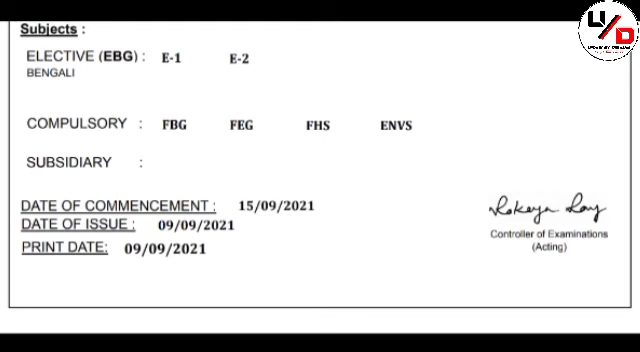 Subjects :
U/D
ELECTIVE (EBG) : E-1 E-2
BENGALI
COMPULSORY : FBG FEG FHS ENVS
SUBSIDIARY :
DATE OF COMMENCEMENT : 15/09/2021
DATE OF ISSUE : 09/09/2021
PRINT DATE: 09/09/2021
Controller of Examinations
(Acting)